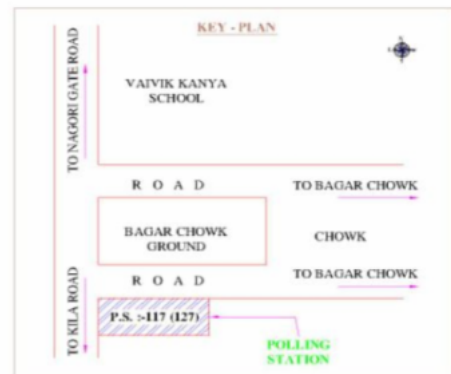 KEY - PLAN
TO NAGORI GATE ROAD
VAIVIK KANYA
SCHOOL
R O A D
TO BAGAR CHOWK
BAGAR CHOWK
GROUND
CHOWK
R O A D
TO BAGAR CHOWK
TO KILA ROAD
P.S. :-117 (127)
POLLING
STATION